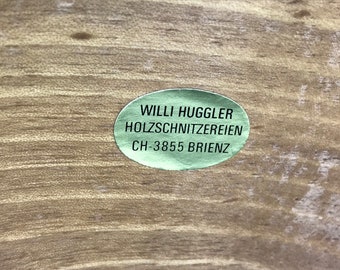 WILLI HUGGLER
HOLZSCHNITZEREIEN
CH-3855 BRIENZ